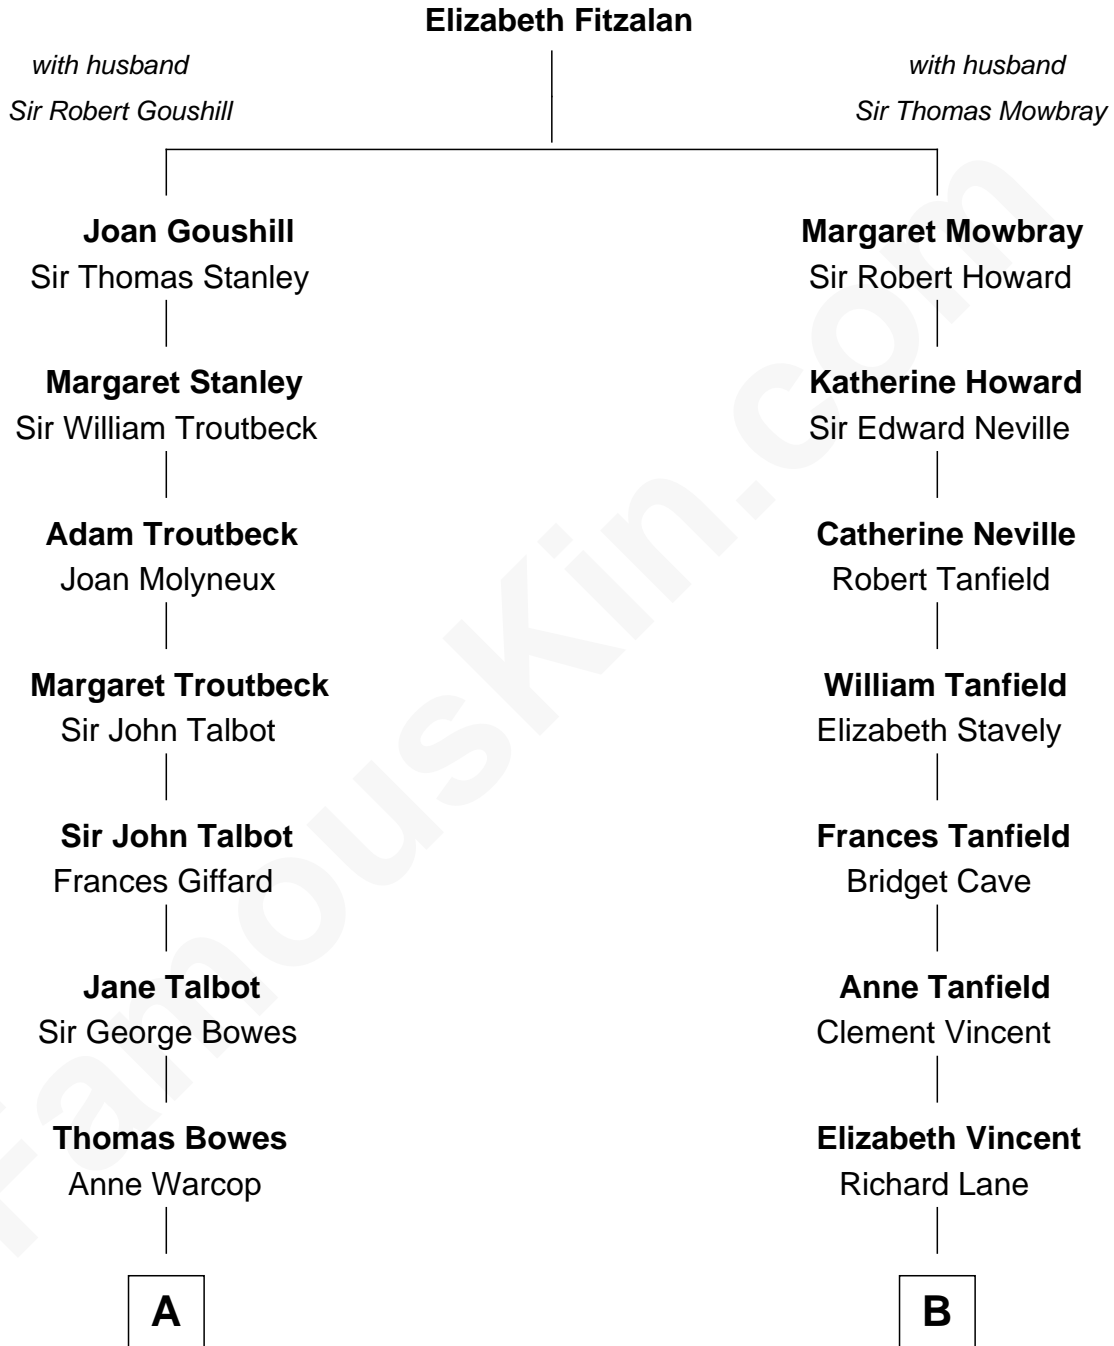 Elizabeth Fitzalan
with husband
Sir Robert Goushill
with husband
Sir Thomas Mowbray
Joan Goushill
Sir Thomas Stanley
Margaret Mowbray
Sir Robert Howard
Margaret Stanley
Sir William Troutbeck
Katherine Howard
Sir Edward Neville
Adam Troutbeck
Joan Molyneux
Catherine Neville
Robert Tanfield
Margaret Troutbeck
Sir John Talbot
William Tanfield
Elizabeth Stavely
Sir John Talbot
Frances Giffard
Frances Tanfield
Bridget Cave
Jane Talbot
Sir George Bowes
Anne Tanfield
Clement Vincent
Thomas Bowes
Anne Warcop
Elizabeth Vincent
Richard Lane
A
B
FamousKin.com